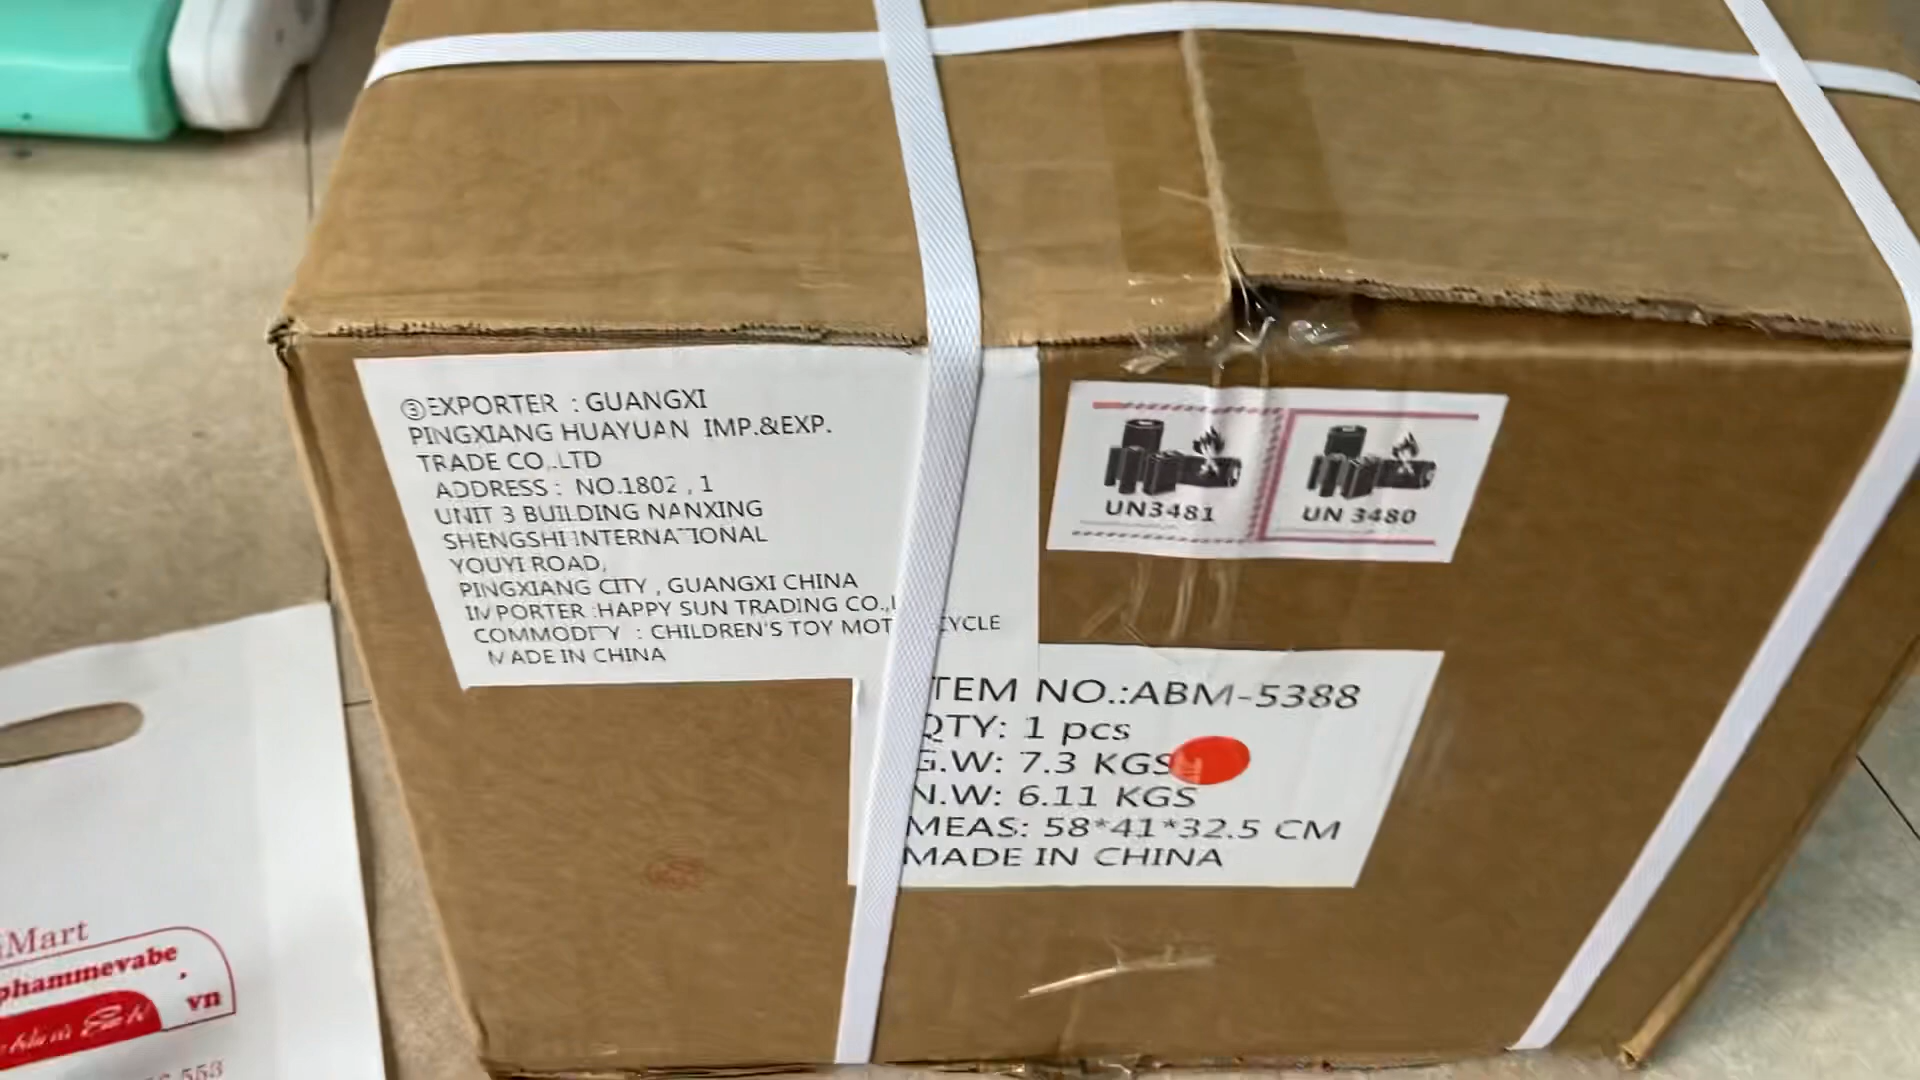 ③EXPORTER : GUANGXI
PINGXIANG HUAYUAN IMP.&EXP.
TRADE CO.,LTD
ADDRESS : NO.1802 , 1
UNIT 3 BUILDING NANXING
SHENGSHI INTERNATIONAL
YOUYI ROAD,
PINGXIANG CITY , GUANGXI CHINA
IMPORTER :HAPPY SUN TRADING CO.,
COMMODITY : CHILDREN'S TOY MOT CYCLE
MADE IN CHINA
UN3481
UN 3480
ITEM NO.:ABM-5388
QTY: 1 pcs
G.W: 7.3 KGS
N.W: 6.11 KGS
MEAS: 58*41*32.5 CM
MADE IN CHINA
Mart
phammevabe
.vn
553